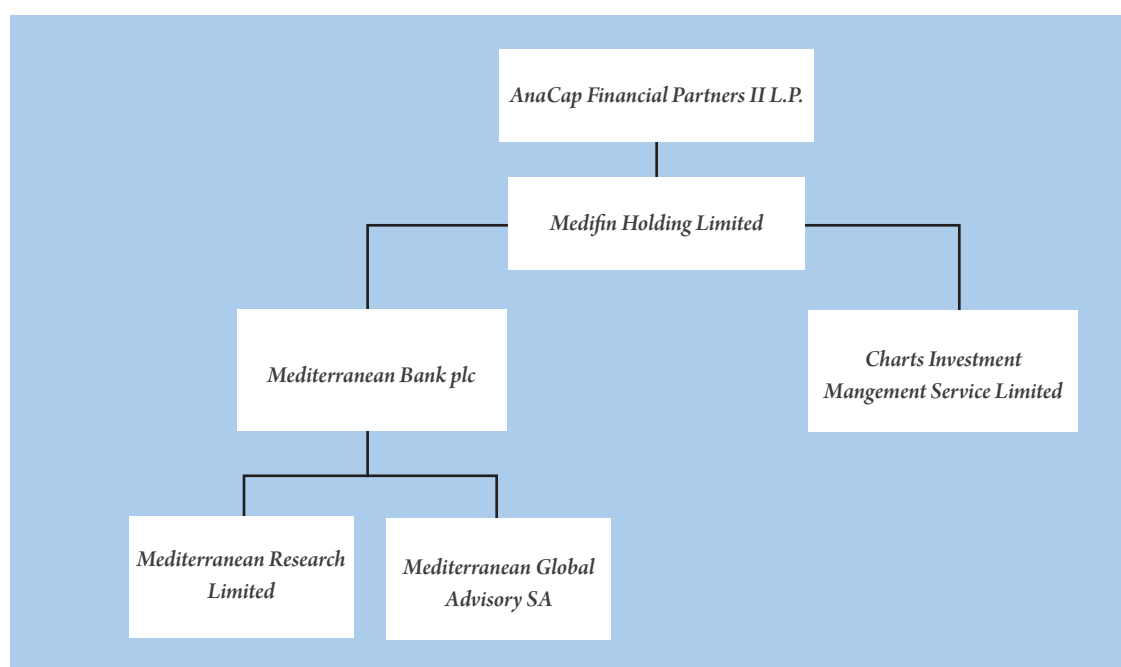 AnaCap Financial Partners II L.P.
Medifin Holding Limited
Mediterranean Bank plc
Charts Investment
Mangement Service Limited
Mediterranean Research
Limited
Mediterranean Global
Advisory SA